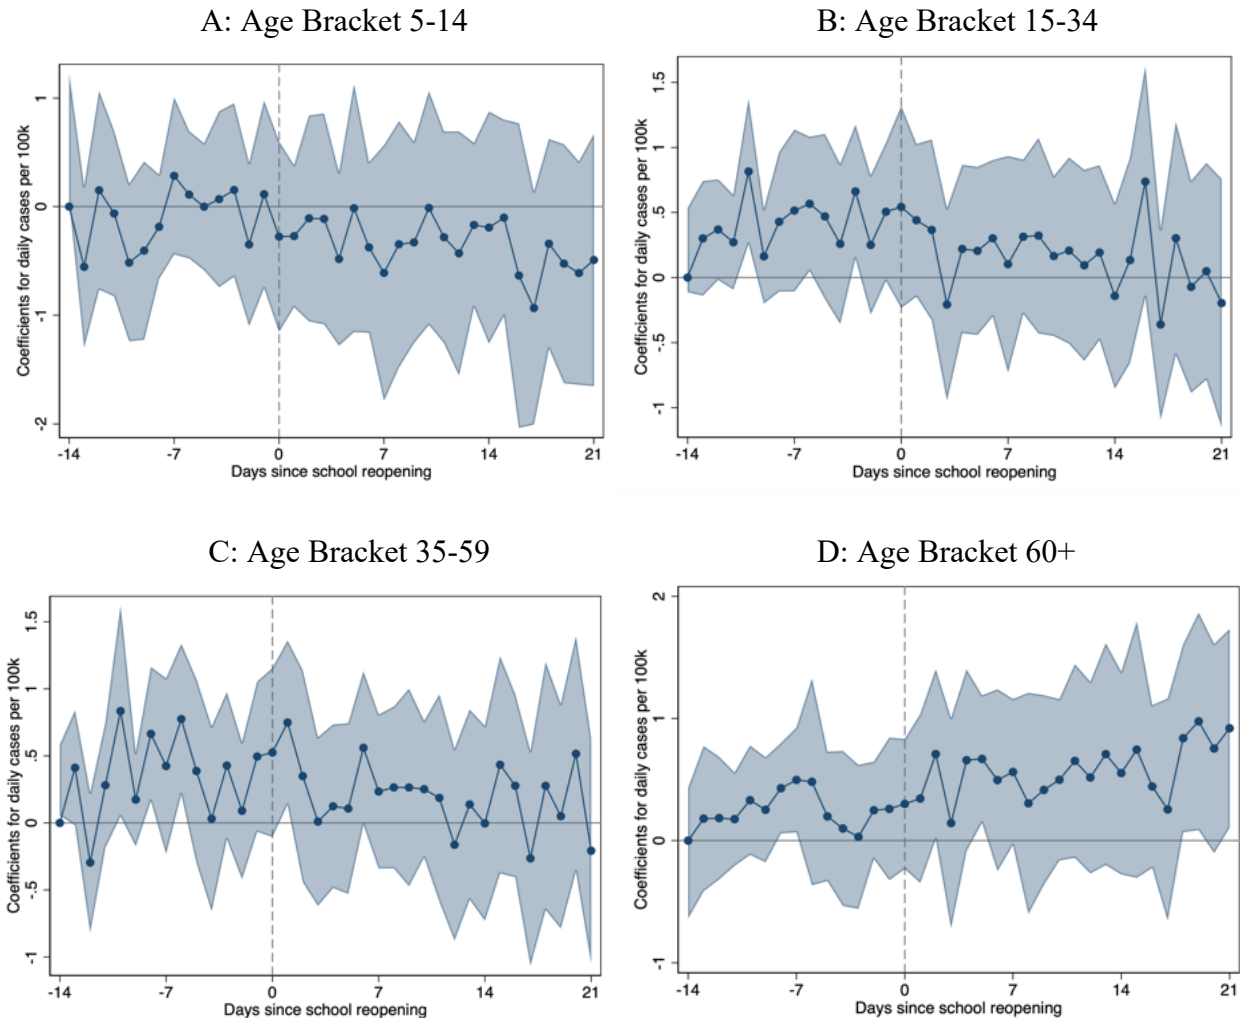 A: Age Bracket 5-14
Coefficients for daily cases per 100k
1
0
-1
-2
-14 -7 0 7 14 21
Days since school reopening
B: Age Bracket 15-34
Coefficients for daily cases per 100k
1.5
1
.5
0
-.5
-1
-14 -7 0 7 14 21
Days since school reopening
C: Age Bracket 35-59
Coefficients for daily cases per 100k
1.5
1
.5
0
-.5
-1
-14 -7 0 7 14 21
Days since school reopening
D: Age Bracket 60+
Coefficients for daily cases per 100k
2
1
0
-1
-14 -7 0 7 14 21
Days since school reopening